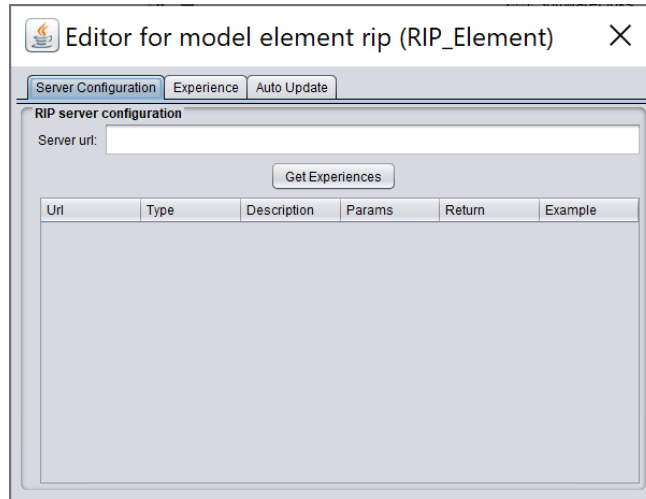 Editor for model element rip (RIP_Element)
Server Configuration Experience Auto Update
RIP server configuration
Server url:
Get Experiences
Url Type Description Params Return Example